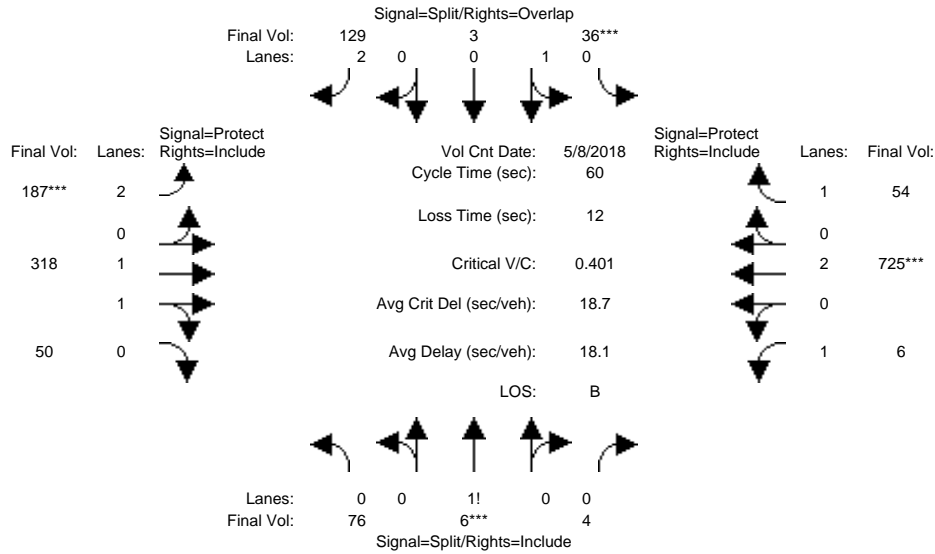 Signal=Split/Rights=Overlap
Final Vol: 129 3 36***
Lanes: 2 0 0 1 0
Signal=Protect Signal=Protect
Final Vol: Lanes: Rights=Include Vol Cnt Date: 5/8/2018 Rights=Include Lanes: Final Vol:
Cycle Time (sec): 60
187*** 2 1 54
Loss Time (sec): 12
0 0
318 1 Critical V/C: 0.401 2 725***
1 Avg Crit Del (sec/veh): 18.7 0
50 0 Avg Delay (sec/veh): 18.1 1 6
LOS: B
Lanes: 0 0 1! 0 0
Final Vol: 76 6*** 4
Signal=Split/Rights=Include